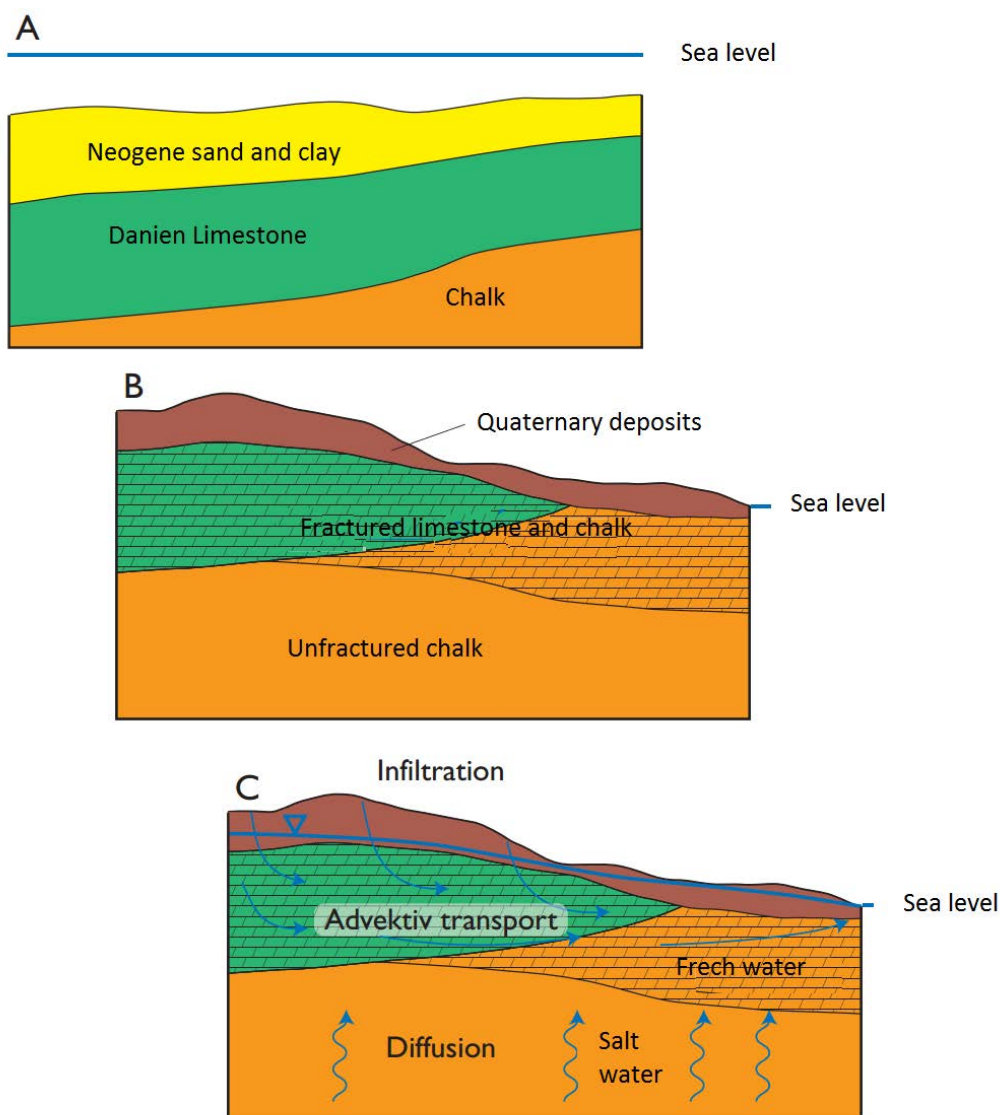 A
Sea level
Neogene sand and clay
Danien Limestone
Chalk
B
Quaternary deposits
Sea level
Fractured limestone and chalk
Unfractured chalk
C
Infiltration
Sea level
Advektiv transport
Frech water
Diffusion
Salt
water